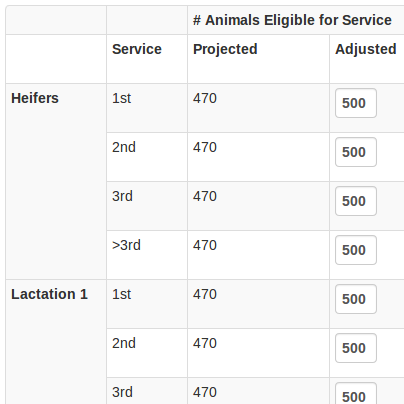 # Animals Eligible for Service
Service Projected Adjusted
Heifers 1st 470 500
2nd 470 500
3rd 470 500
>3rd 470 500
Lactation 1 1st 470 500
2nd 470 500
3rd 470 500